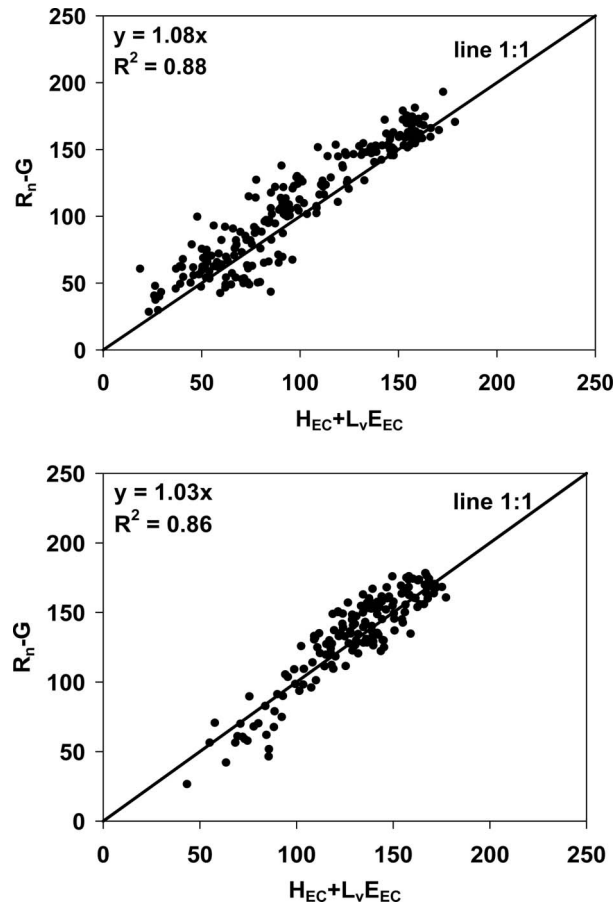 250
y = 1.08x
R² = 0.88
line 1:1
200
150
100
50
0
Rn-G
0 50 100 150 200 250
HEC+LvEEC
250
y = 1.03x
R² = 0.86
line 1:1
200
150
100
50
0
Rn-G
0 50 100 150 200 250
HEC+LvEEC